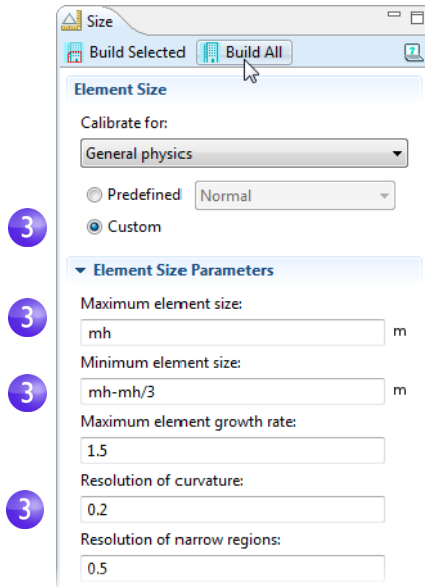 Size
Build Selected Build All
Element Size
Calibrate for:
General physics
Predefined Normal
3 Custom
Element Size Parameters
Maximum element size:
3 mh m
Minimum element size:
3 mh-mh/3 m
Maximum element growth rate:
1.5
Resolution of curvature:
3 0.2
Resolution of narrow regions:
0.5